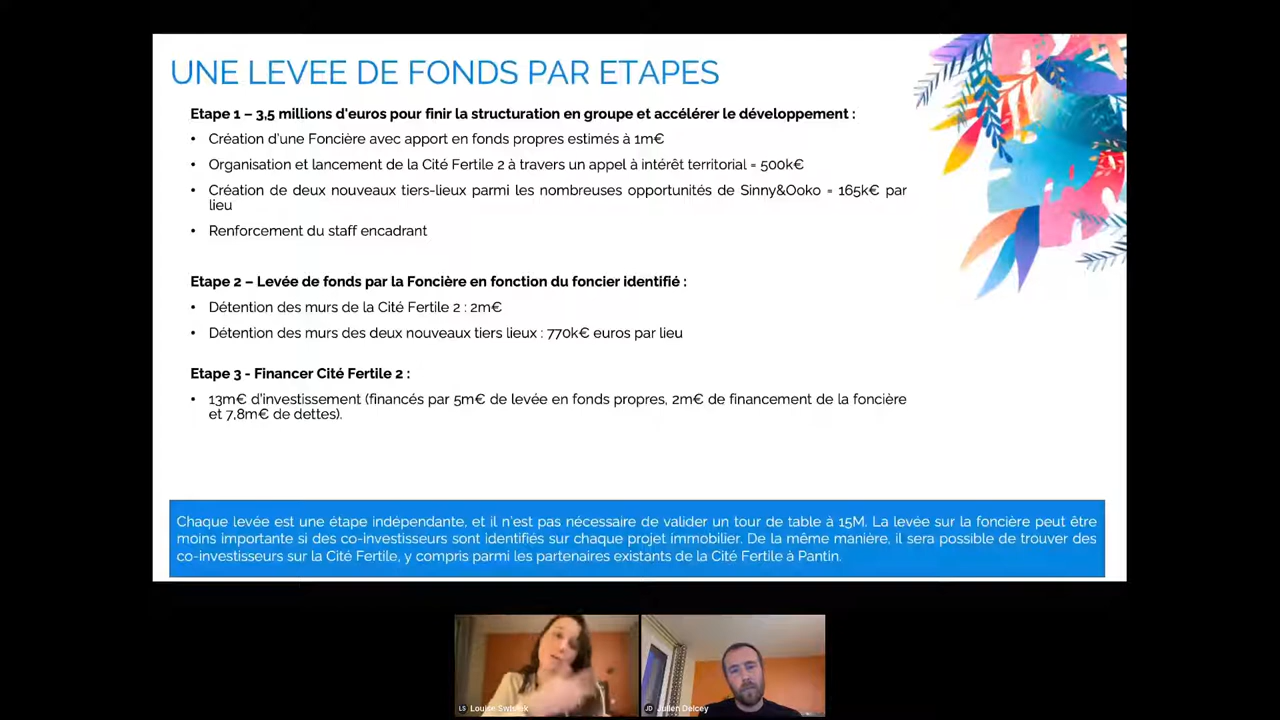 UNE LEVEE DE FONDS PAR ETAPES
Etape 1 – 3,5 millions d'euros pour finir la structuration en groupe et accélérer le développement :
• Création d'une Foncière avec apport en fonds propres estimés à 1m€
• Organisation et lancement de la Cité Fertile 2 à travers un appel à intérêt territorial = 500k€
• Création de deux nouveaux tiers-lieux parmi les nombreuses opportunités de Sinny&Ooko = 165k€ par
lieu
• Renforcement du staff encadrant
Etape 2 – Levée de fonds par la Foncière en fonction du foncier identifié :
• Détention des murs de la Cité Fertile 2 : 2m€
• Détention des murs des deux nouveaux tiers lieux : 770k€ euros par lieu
Etape 3 - Financer Cité Fertile 2 :
• 13m€ d'investissement (financés par 5m€ de levée en fonds propres, 2m€ de financement de la foncière
et 7,8m€ de dettes).
Chaque levée est une étape indépendante, et il n'est pas nécessaire de valider un tour de table à 15M. La levée sur la foncière peut être
moins importante si des co-investisseurs sont identifiés sur chaque projet immobilier. De la même manière, il sera possible de trouver des
co-investisseurs sur la Cité Fertile, y compris parmi les partenaires existants de la Cité Fertile à Pantin.
LS Louise
JD Julien Delcey